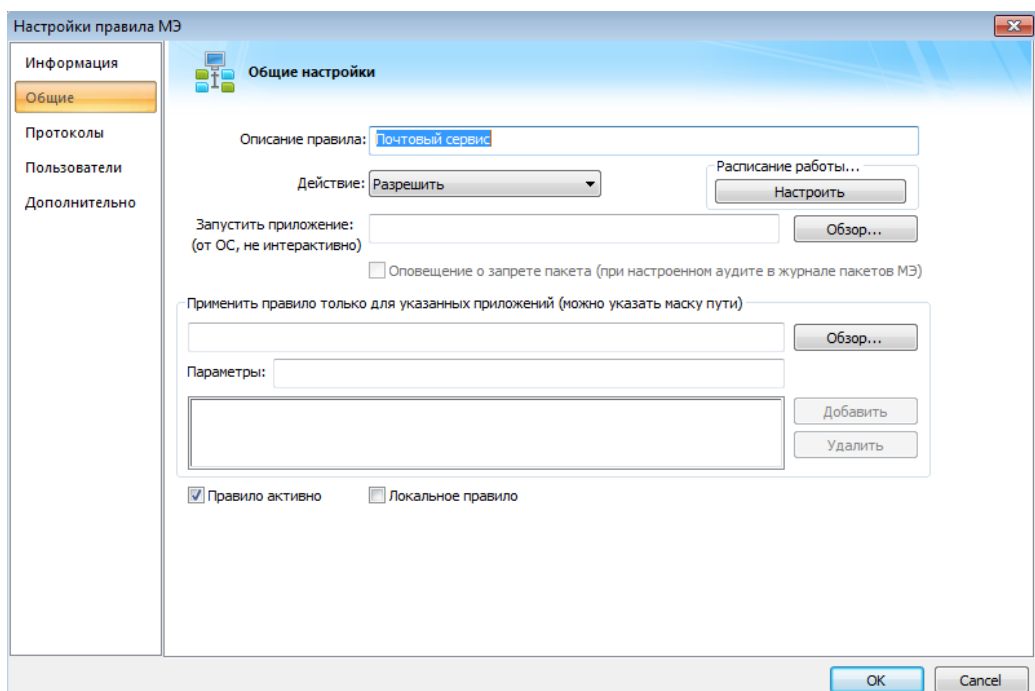 Настройки правила МЭ
Информация
Общие
Протоколы
Пользователи
Дополнительно
Общие настройки
Описание правила: Почтовый сервис
Действие: Разрешить
Расписание работы...
Настроить
Запустить приложение:
(от ОС, не интерактивно)
Обзор...
Оповещение о запрете пакета (при настроенном аудите в журнале пакетов МЭ)
Применить правило только для указанных приложений (можно указать маску пути)
Обзор...
Параметры:
Добавить
Удалить
Правило активно
Локальное правило
OK
Cancel